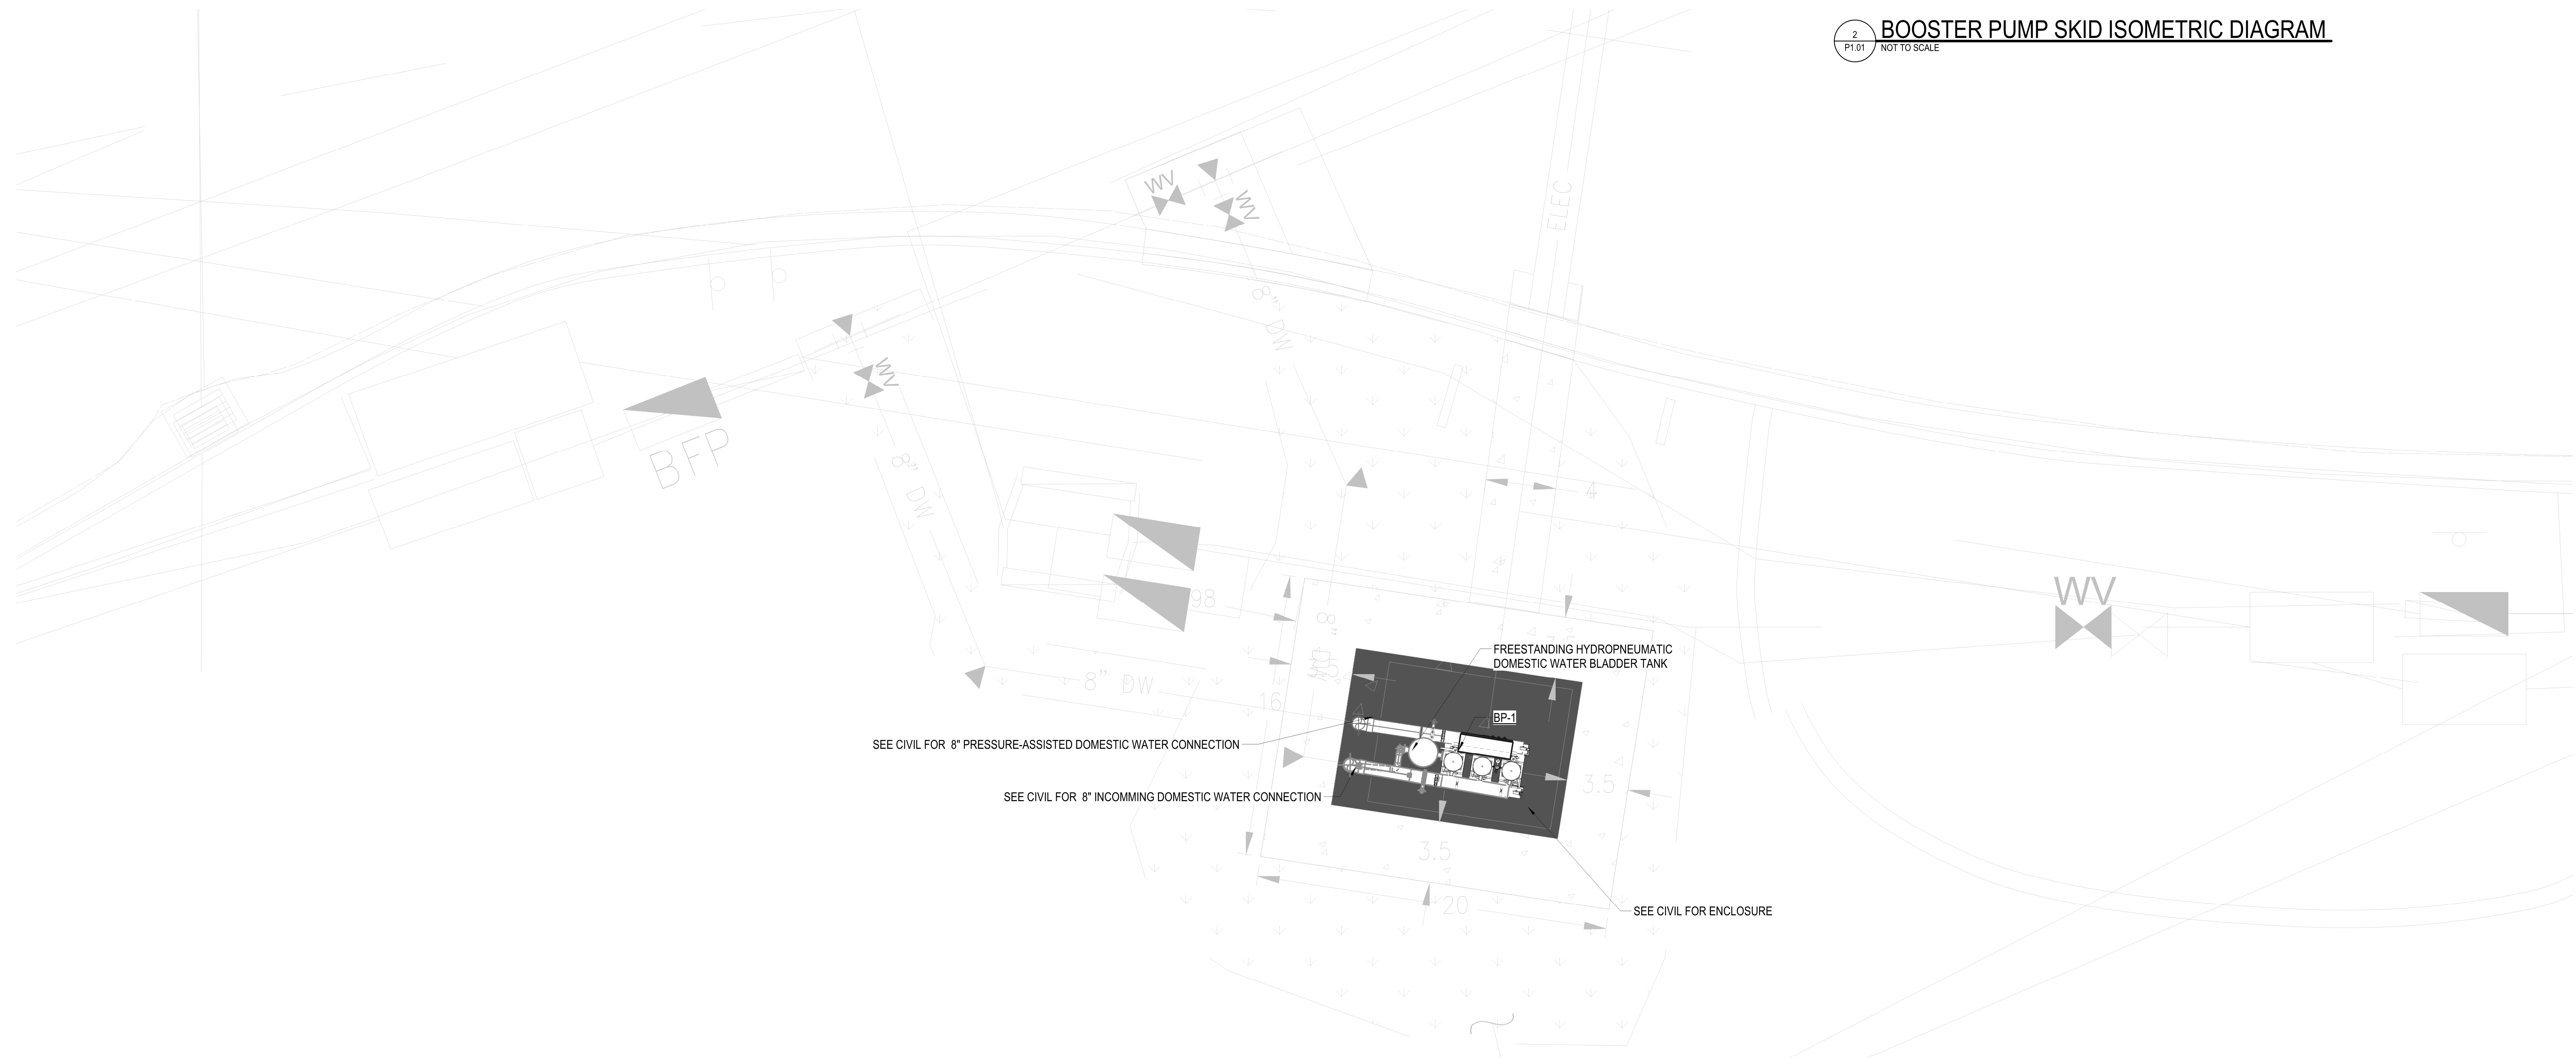 2
P1.01
BOOSTER PUMP SKID ISOMETRIC DIAGRAM
NOT TO SCALE
WV
WV
ELEC
8" DW
WV
BFP
8" DW
4
98
8"
WV
FREESTANDING HYDROPNEUMATIC
DOMESTIC WATER BLADDER TANK
8" DW
16
BP-1
SEE CIVIL FOR 8" PRESSURE-ASSISTED DOMESTIC WATER CONNECTION
3.5
SEE CIVIL FOR 8" INCOMMING DOMESTIC WATER CONNECTION
3.5
20
SEE CIVIL FOR ENCLOSURE